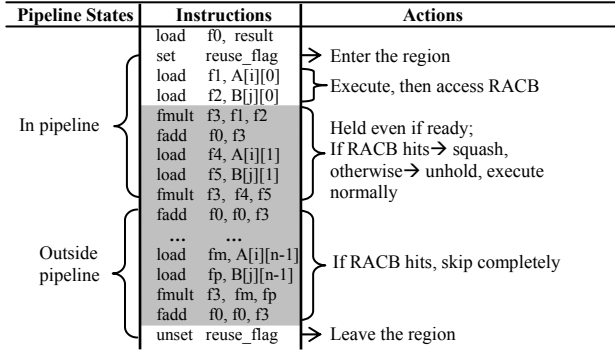 Pipeline States Instructions Actions
load f0, result
set reuse_flag → Enter the region
load f1, A[i][0]
load f2, B[j][0]
Execute, then access RACB
In pipeline
fmult f3, f1, f2
fadd f0, f3
load f4, A[i][1]
load f5, B[j][1]
fmult f3, f4, f5
Held even if ready;
If RACB hits→ squash,
otherwise→ unhold, execute
normally
Outside
pipeline
fadd f0, f0, f3
... ...
load fm, A[i][n-1]
load fp, B[j][n-1]
fmult f3, fm, fp
fadd f0, f0, f3
If RACB hits, skip completely
unset reuse_flag → Leave the region